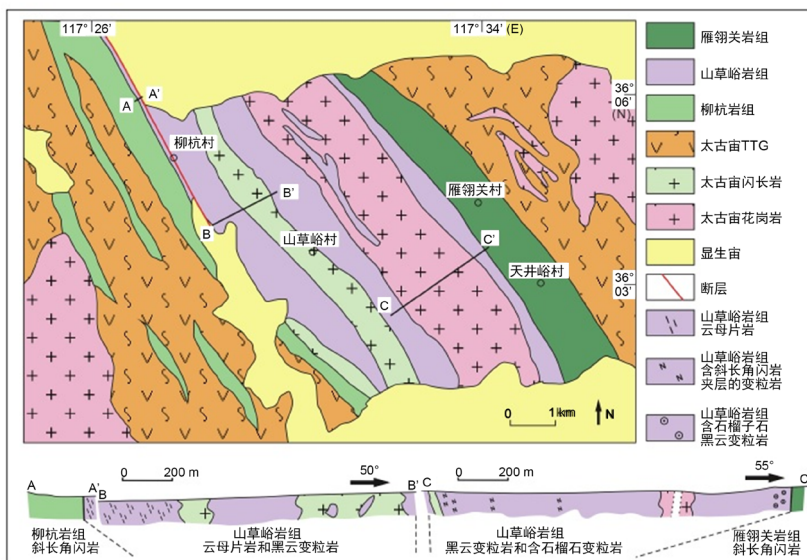 117° 26'
117° 34' (E)
36°
06'
(N)
36°
03'
A
A'
柳杭村
B
B'
山草峪村
雁翎关村
C'
天井峪村
C
0 1km
N
雁翎关岩组
山草峪岩组
柳杭岩组
太古宙TTG
太古宙闪长岩
太古宙花岗岩
显生宙
断层
山草峪岩组
云母片岩
山草峪岩组
含斜长角闪岩
夹层的变粒岩
山草峪岩组
含石榴子石
黑云变粒岩
0 200 m
50°
0 200 m
55°
A
A'
B
B'
C
C'
柳杭岩组
斜长角闪岩
山草峪岩组
云母片岩和黑云变粒岩
山草峪岩组
黑云变粒岩和含石榴石变粒岩
雁翎关岩组
斜长角闪岩